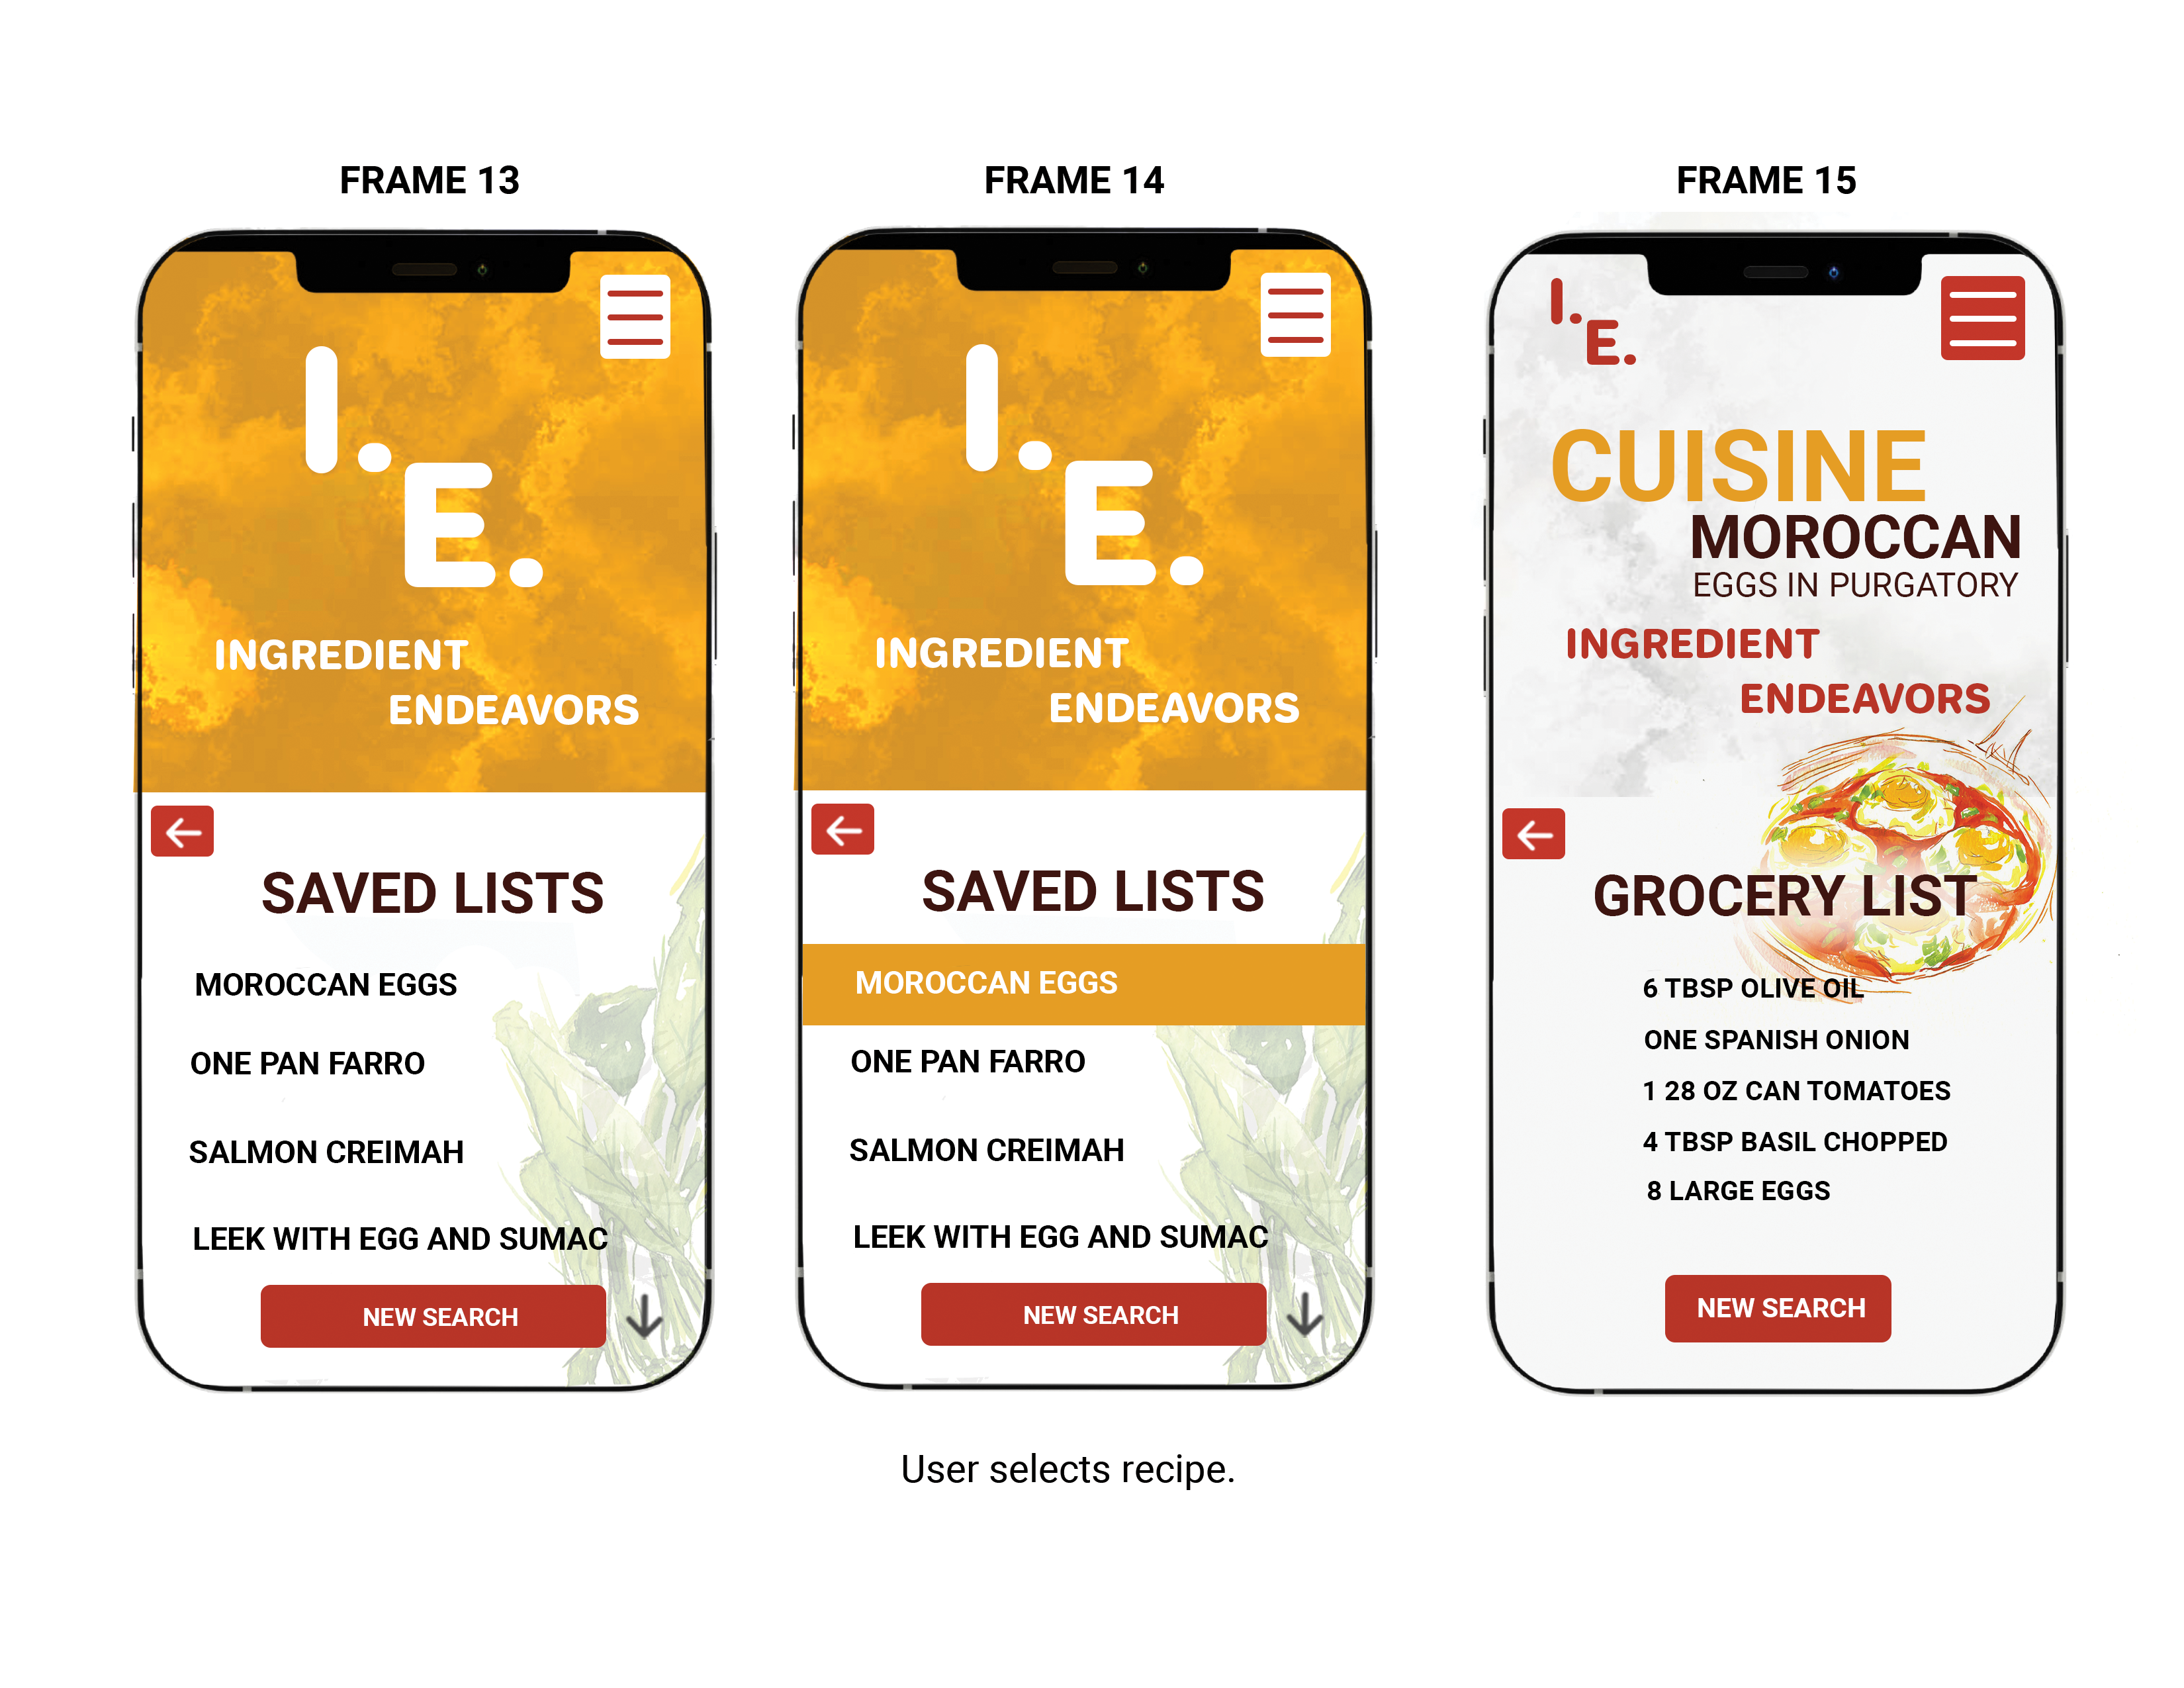 FRAME 13
I.
E.
INGREDIENT
ENDEAVORS
SAVED LISTS
MOROCCAN EGGS
ONE PAN FARRO
SALMON CREIMAH
LEEK WITH EGG AND SUMAC
NEW SEARCH
FRAME 14
I.
E.
INGREDIENT
ENDEAVORS
SAVED LISTS
MOROCCAN EGGS
ONE PAN FARRO
SALMON CREIMAH
LEEK WITH EGG AND SUMAC
NEW SEARCH
User selects recipe.
FRAME 15
I.
E.
CUISINE
MOROCCAN
EGGS IN PURGATORY
INGREDIENT
ENDEAVORS
GROCERY LIST
6 TBSP OLIVE OIL
ONE SPANISH ONION
1 28 OZ CAN TOMATOES
4 TBSP BASIL CHOPPED
8 LARGE EGGS
NEW SEARCH